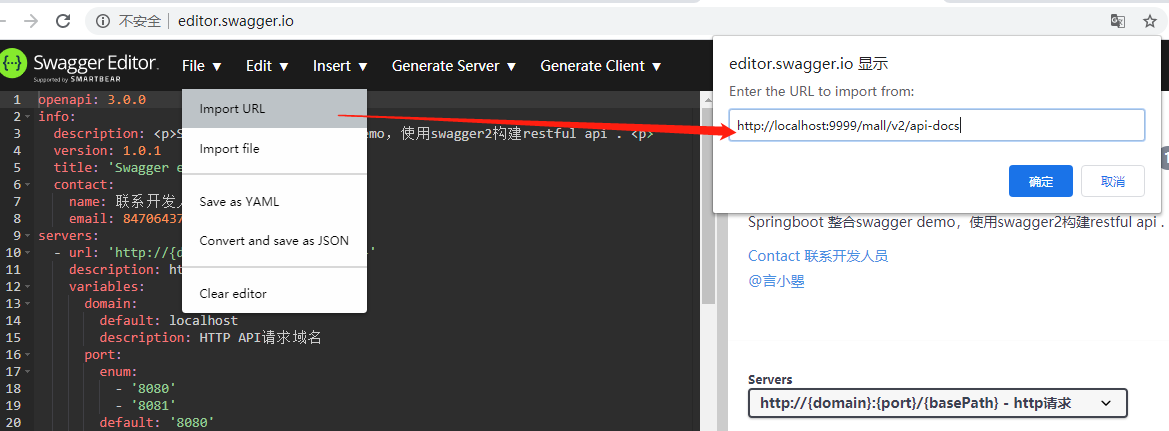 不安全 editor.swagger.io
Swagger Editor.
Supported by SMARTBEAR
File ▼ Edit ▼ Insert ▼ Generate Server ▼ Generate Client ▼
Import URL
Import file
Save as YAML
Convert and save as JSON
Clear editor
1 openapi: 3.0.0
2 info:
3 description: <p>S emo，使用swagger2构建restful api . <p>
4 version: 1.0.1
5 title: 'Swagger e
6 contact:
7 name: 联系开发人
8 email: 84706437
9 servers:
10 - url: 'http://{d '
11 description: ht
12 variables:
13 domain:
14 default: localhost
15 description: HTTP API请求域名
16 port:
17 enum:
18 - '8080'
19 - '8081'
20 default: '8080'
editor.swagger.io 显示
Enter the URL to import from:
http://localhost:9999/mall/v2/api-docs
确定 取消
Springboot 整合swagger demo，使用swagger2构建restful api .
Contact 联系开发人员
Servers
http://{domain}:{port}/{basePath} - http请求